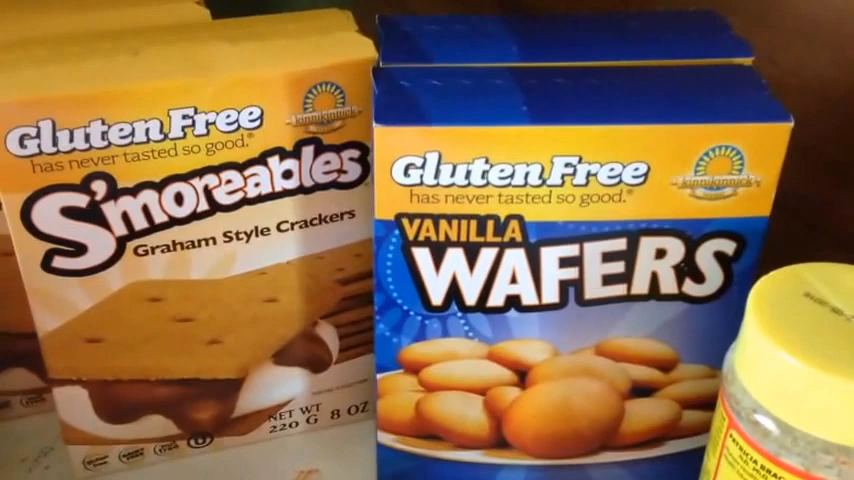 Gluten Free
has never tasted so good.®
S'moreables
Graham Style Crackers
NET WT
220 G 8 OZ
Gluten Free
has never tasted so good.®
kinnikinnick
VANILLA
WAFERS